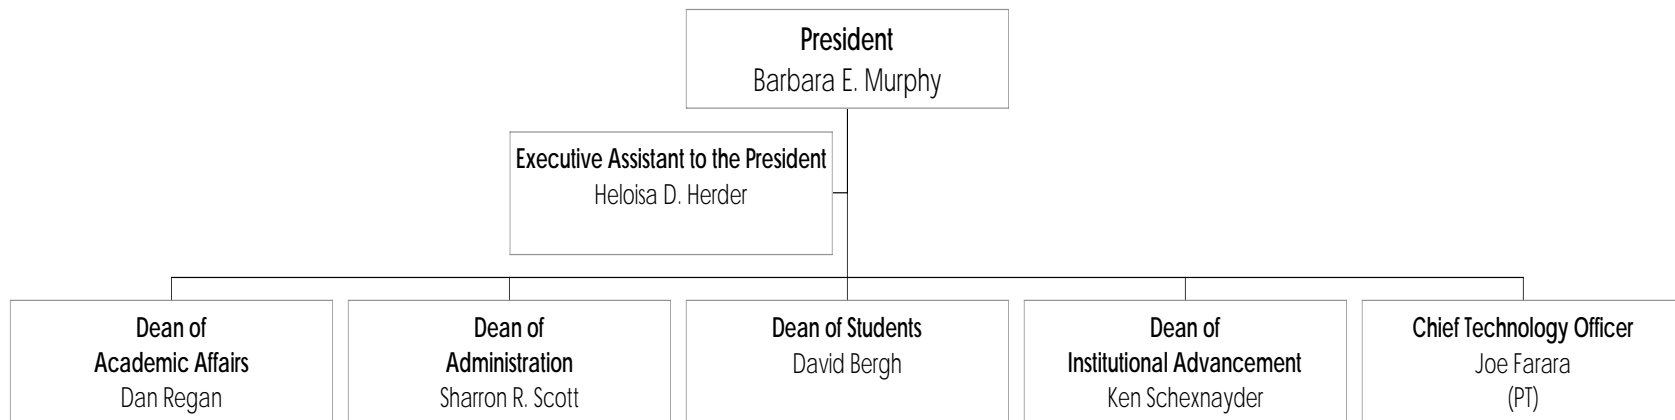 President
Barbara E. Murphy
Executive Assistant to the President
Heloisa D. Herder
Dean of
Academic Affairs
Dan Regan
Dean of
Administration
Sharron R. Scott
Dean of Students
David Bergh
Dean of
Institutional Advancement
Ken Schexnayder
Chief Technology Officer
Joe Farara
(PT)